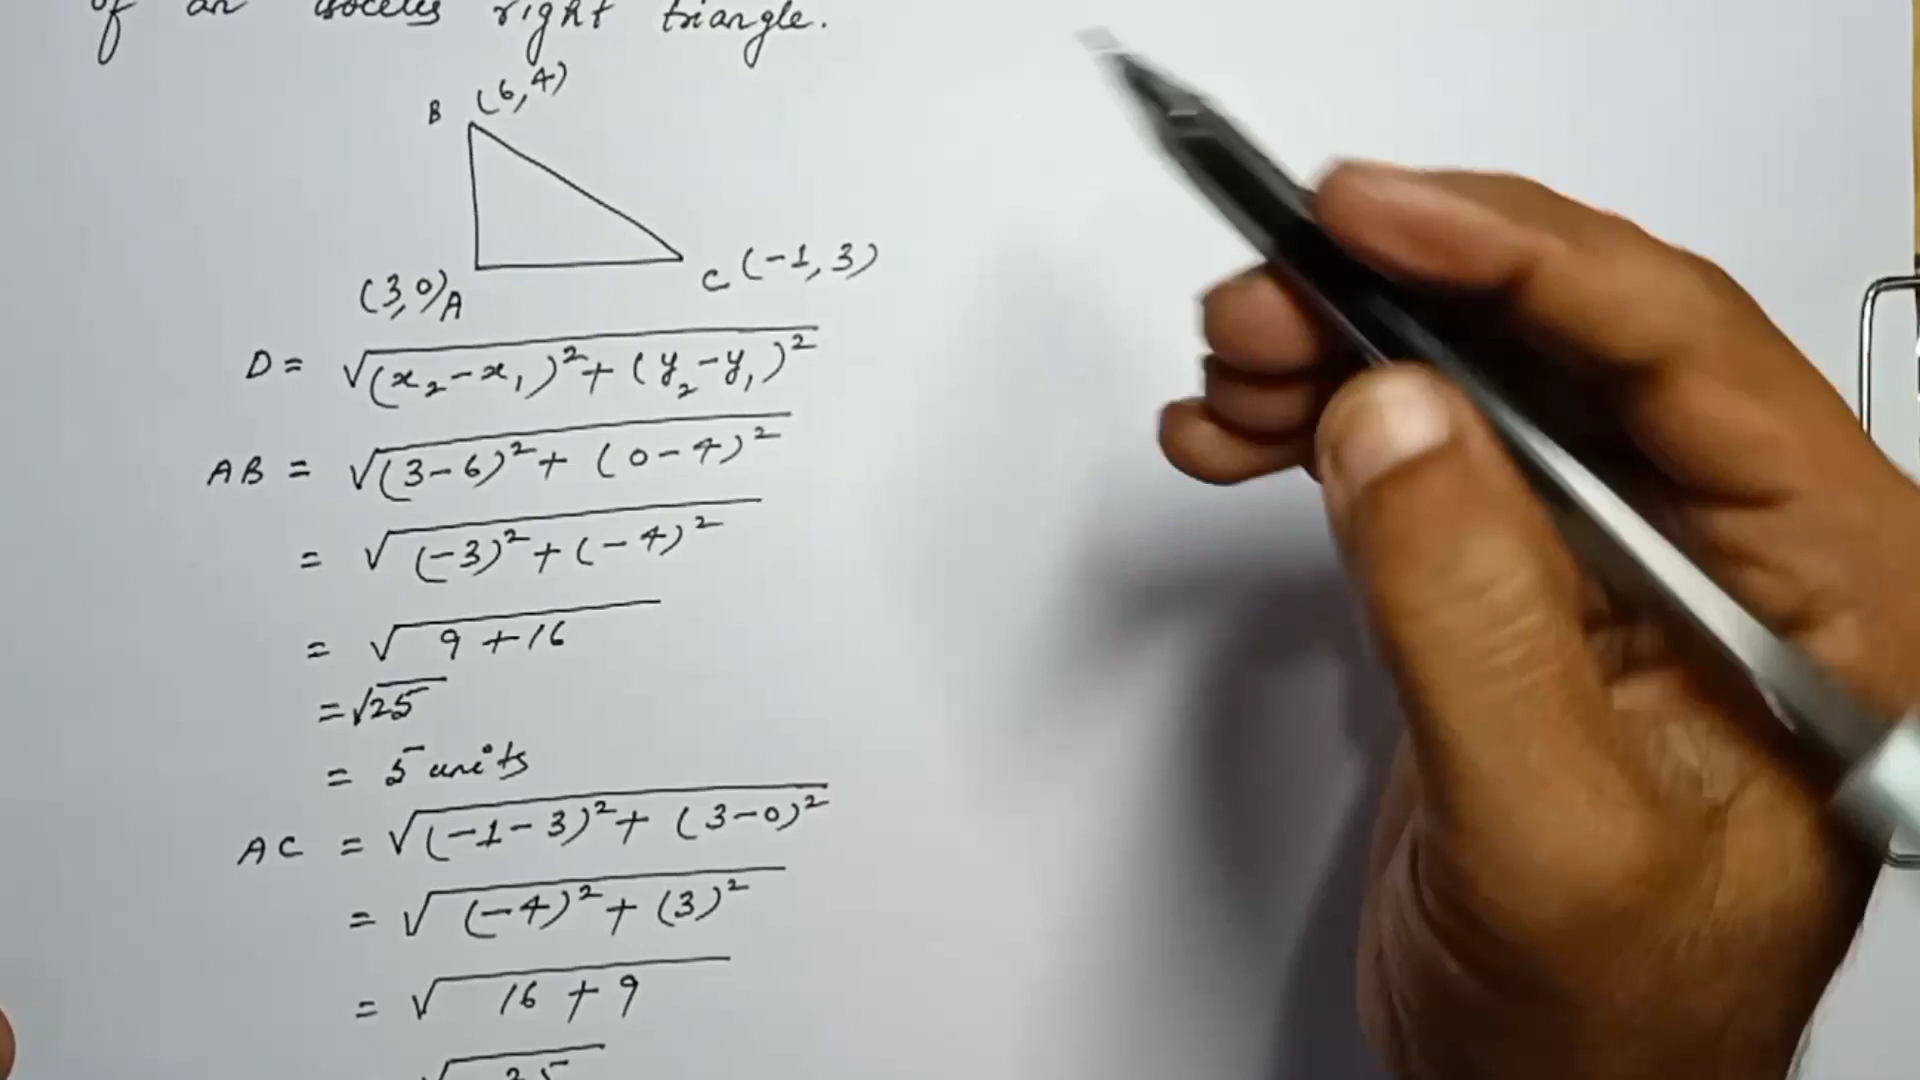 of an isoceles right triangle.
B (6,4)
(3,0) A
C (-1,3)
D = √(x₂-x₁)²+(y₂-y₁)²
AB = √(3-6)²+(0-4)²
= √(-3)²+(-4)²
= √9+16
= √25
= 5 units
AC = √(-1-3)²+(3-0)²
= √(-4)²+(3)²
= √16+9
√25